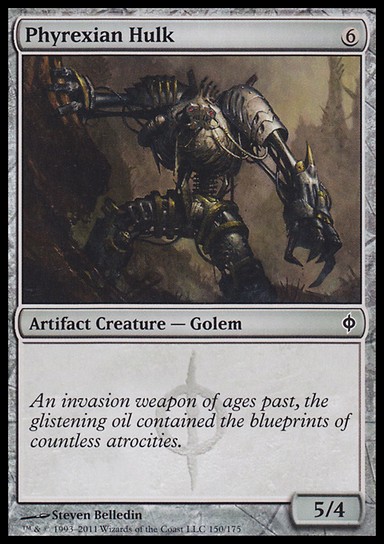 Phyrexian Hulk 6
Artifact Creature — Golem
An invasion weapon of ages past, the
glistening oil contained the blueprints of
countless atrocities.
Steven Belledin
™ & © 1993-2011 Wizards of the Coast LLC 150/175
5/4